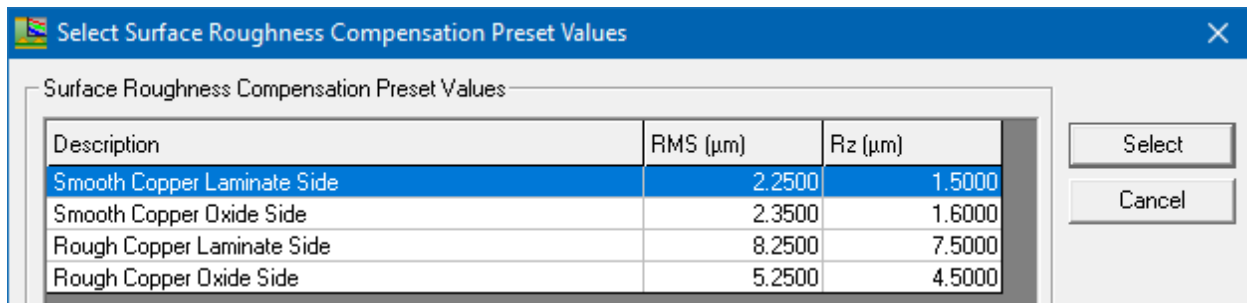 Select Surface Roughness Compensation Preset Values
Surface Roughness Compensation Preset Values
Description RMS (µm) Rz (µm)
Smooth Copper Laminate Side 2.2500 1.5000
Smooth Copper Oxide Side 2.3500 1.6000
Rough Copper Laminate Side 8.2500 7.5000
Rough Copper Oxide Side 5.2500 4.5000
Select
Cancel